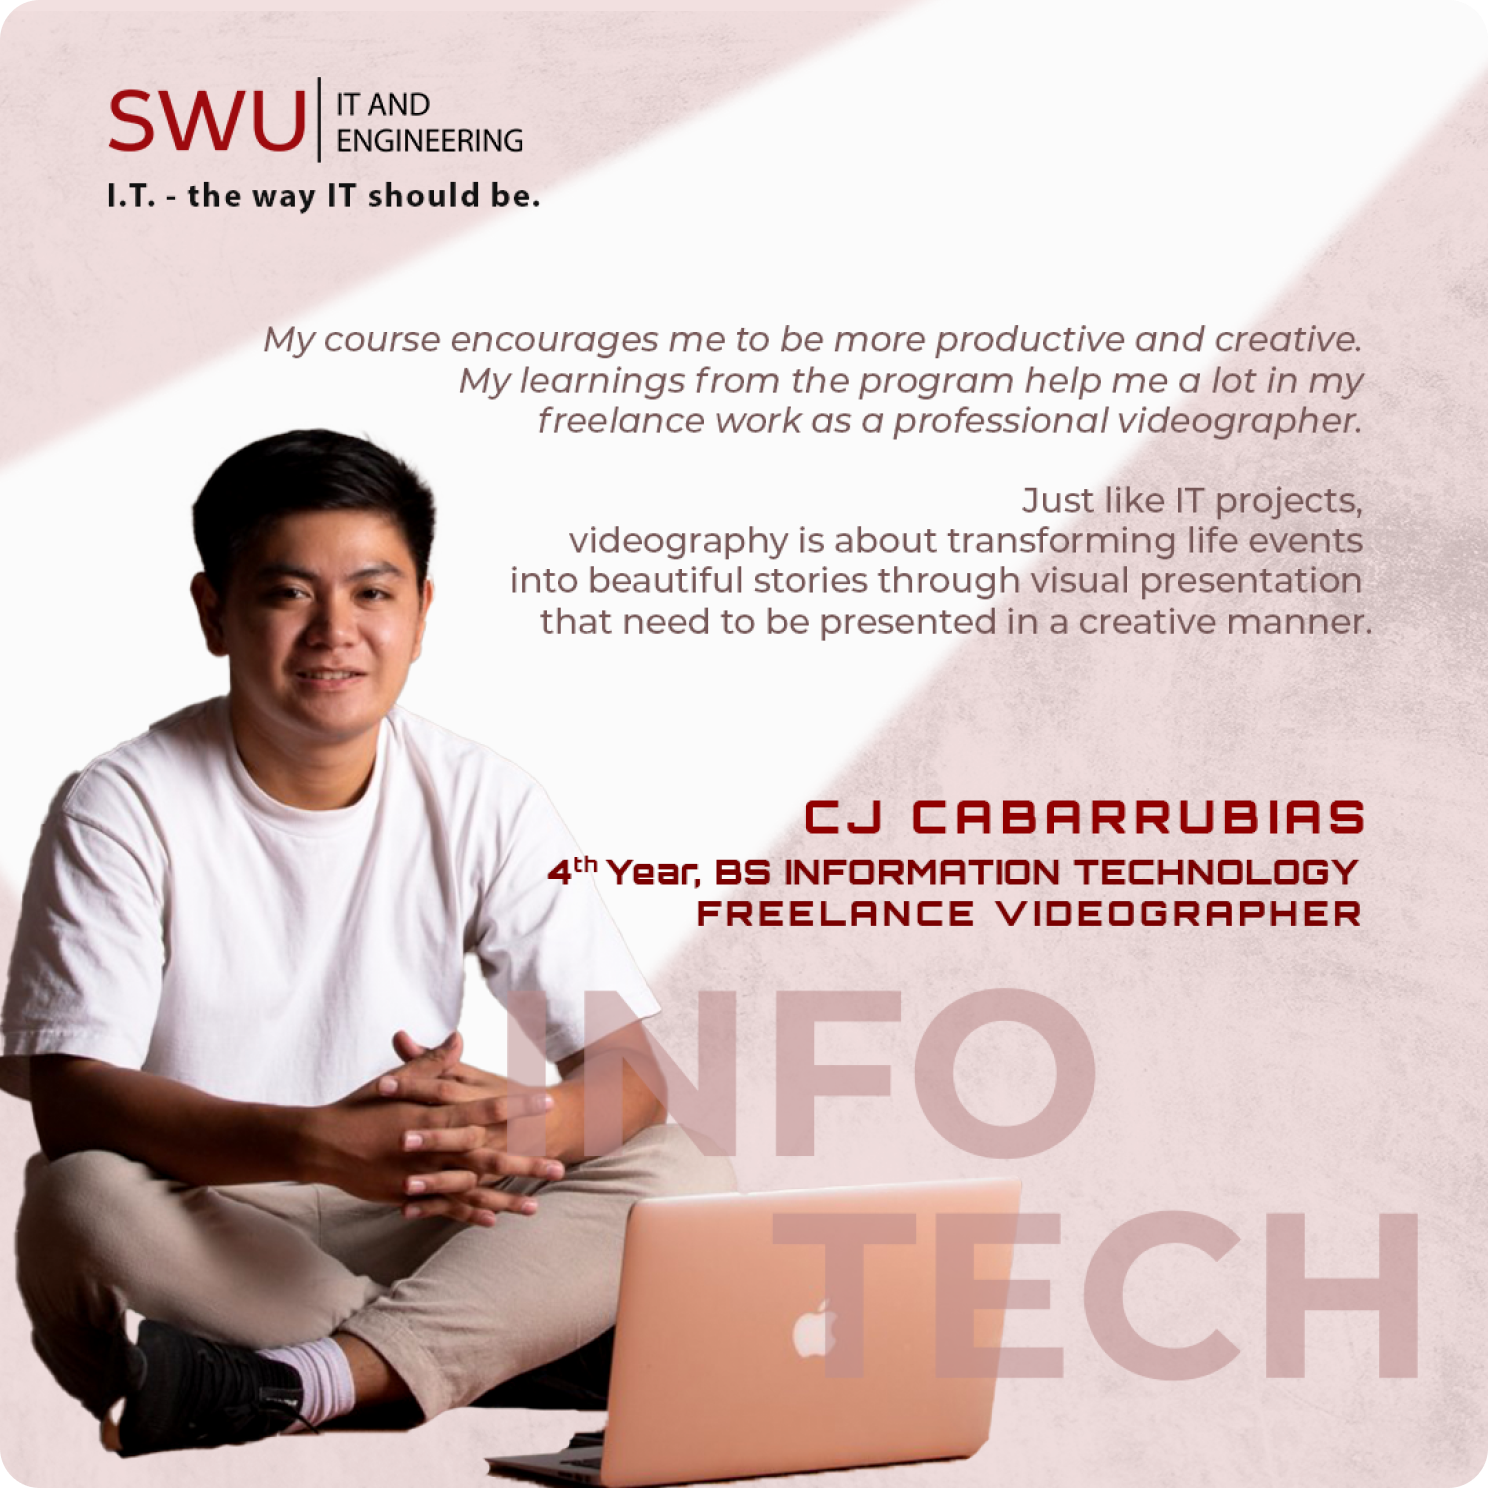 SWU
IT AND
ENGINEERING
I.T. - the way IT should be.
My course encourages me to be more productive and creative.
My learnings from the program help me a lot in my
freelance work as a professional videographer.
Just like IT projects,
videography is about transforming life events
into beautiful stories through visual presentation
that need to be presented in a creative manner.
CJ CABARRUBIAS
4th Year, BS INFORMATION TECHNOLOGY
FREELANCE VIDEOGRAPHER
INFO
TECH